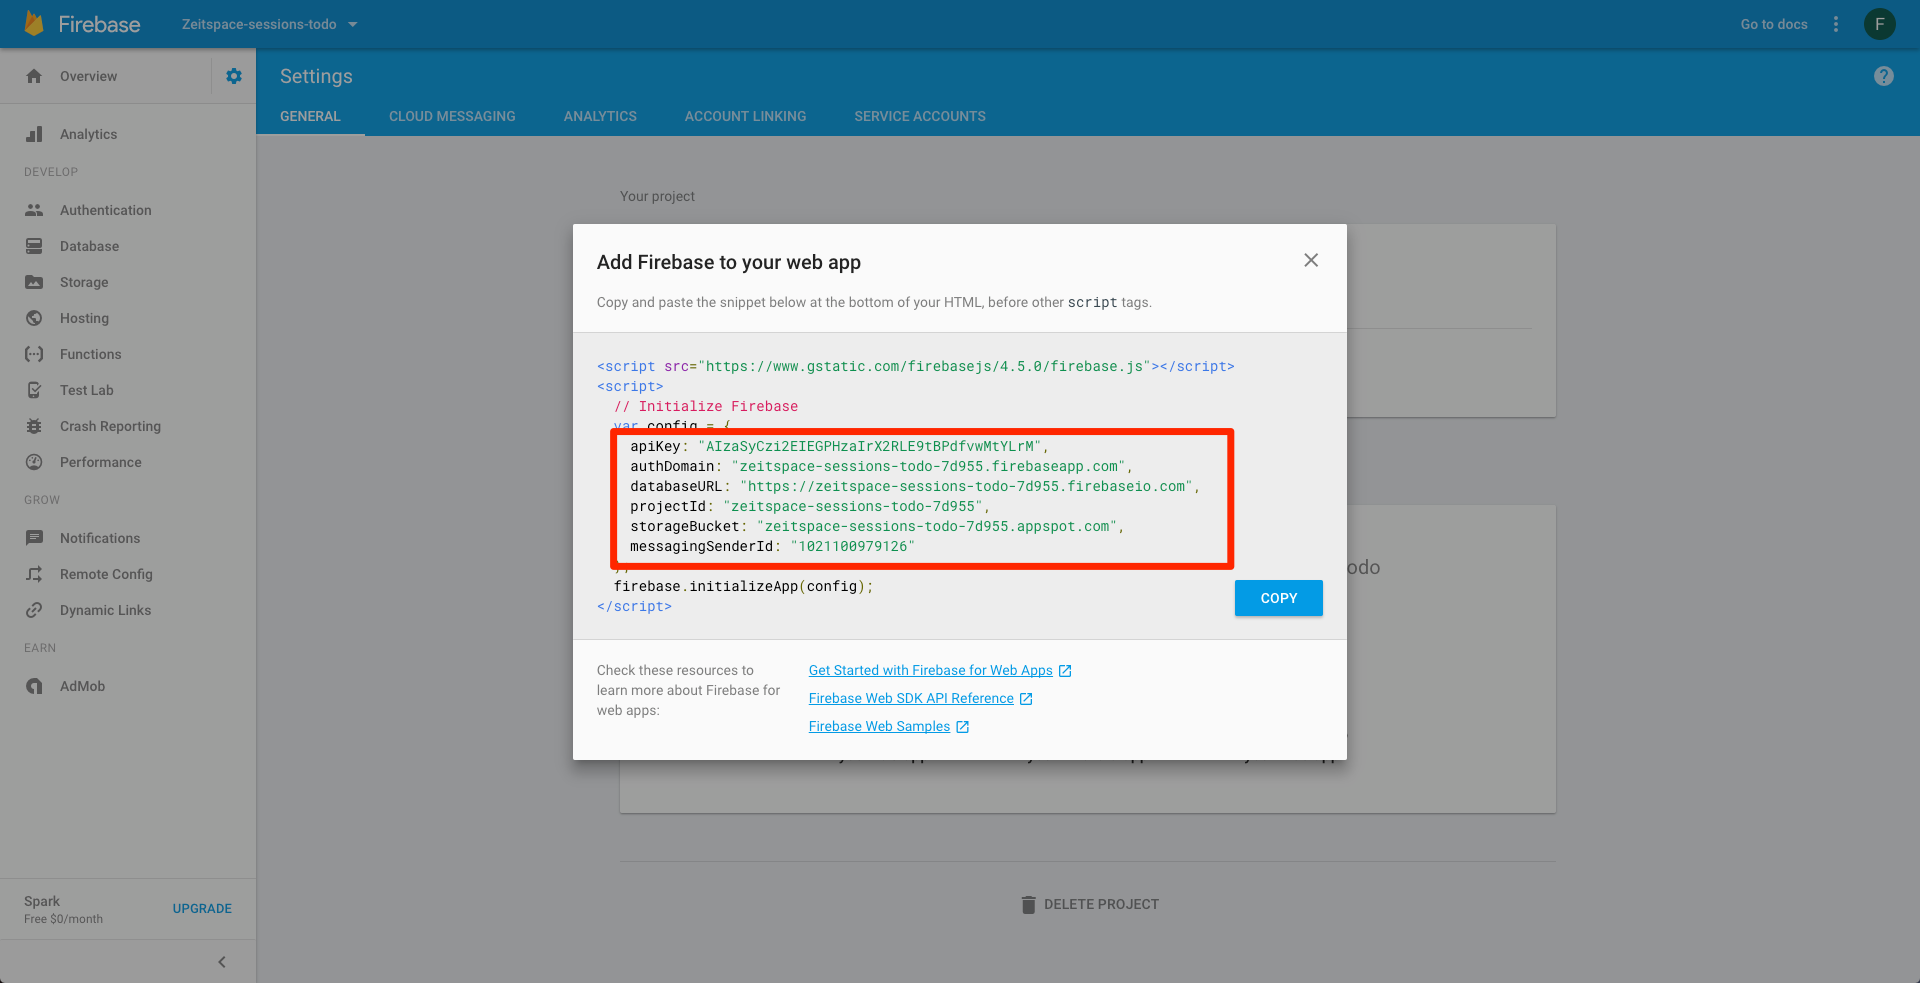 Firebase
Zeitspace-sessions-todo
Go to docs
F
Overview
Settings
?
GENERAL
CLOUD MESSAGING
ANALYTICS
ACCOUNT LINKING
SERVICE ACCOUNTS
Analytics
DEVELOP
Authentication
Database
Storage
Hosting
Functions
Test Lab
Crash Reporting
Performance
GROW
Notifications
Remote Config
Dynamic Links
EARN
AdMob
Spark
Free $0/month
UPGRADE
Your project
Add Firebase to your web app
Copy and paste the snippet below at the bottom of your HTML, before other script tags.
<script src="https://www.gstatic.com/firebasejs/4.5.0/firebase.js"></script>
<script>
// Initialize Firebase
var config = {
apiKey: "AIzaSyCzi2EIEGPHzaIrX2RLE9tBPdfvwMtYLrM",
authDomain: "zeitspace-sessions-todo-7d955.firebaseapp.com",
databaseURL: "https://zeitspace-sessions-todo-7d955.firebaseio.com",
projectId: "zeitspace-sessions-todo-7d955",
storageBucket: "zeitspace-sessions-todo-7d955.appspot.com",
messagingSenderId: "1021100979126"
};
firebase.initializeApp(config);
</script>
COPY
odo
Check these resources to
learn more about Firebase for
web apps:
Get Started with Firebase for Web Apps
Firebase Web SDK API Reference
Firebase Web Samples
DELETE PROJECT